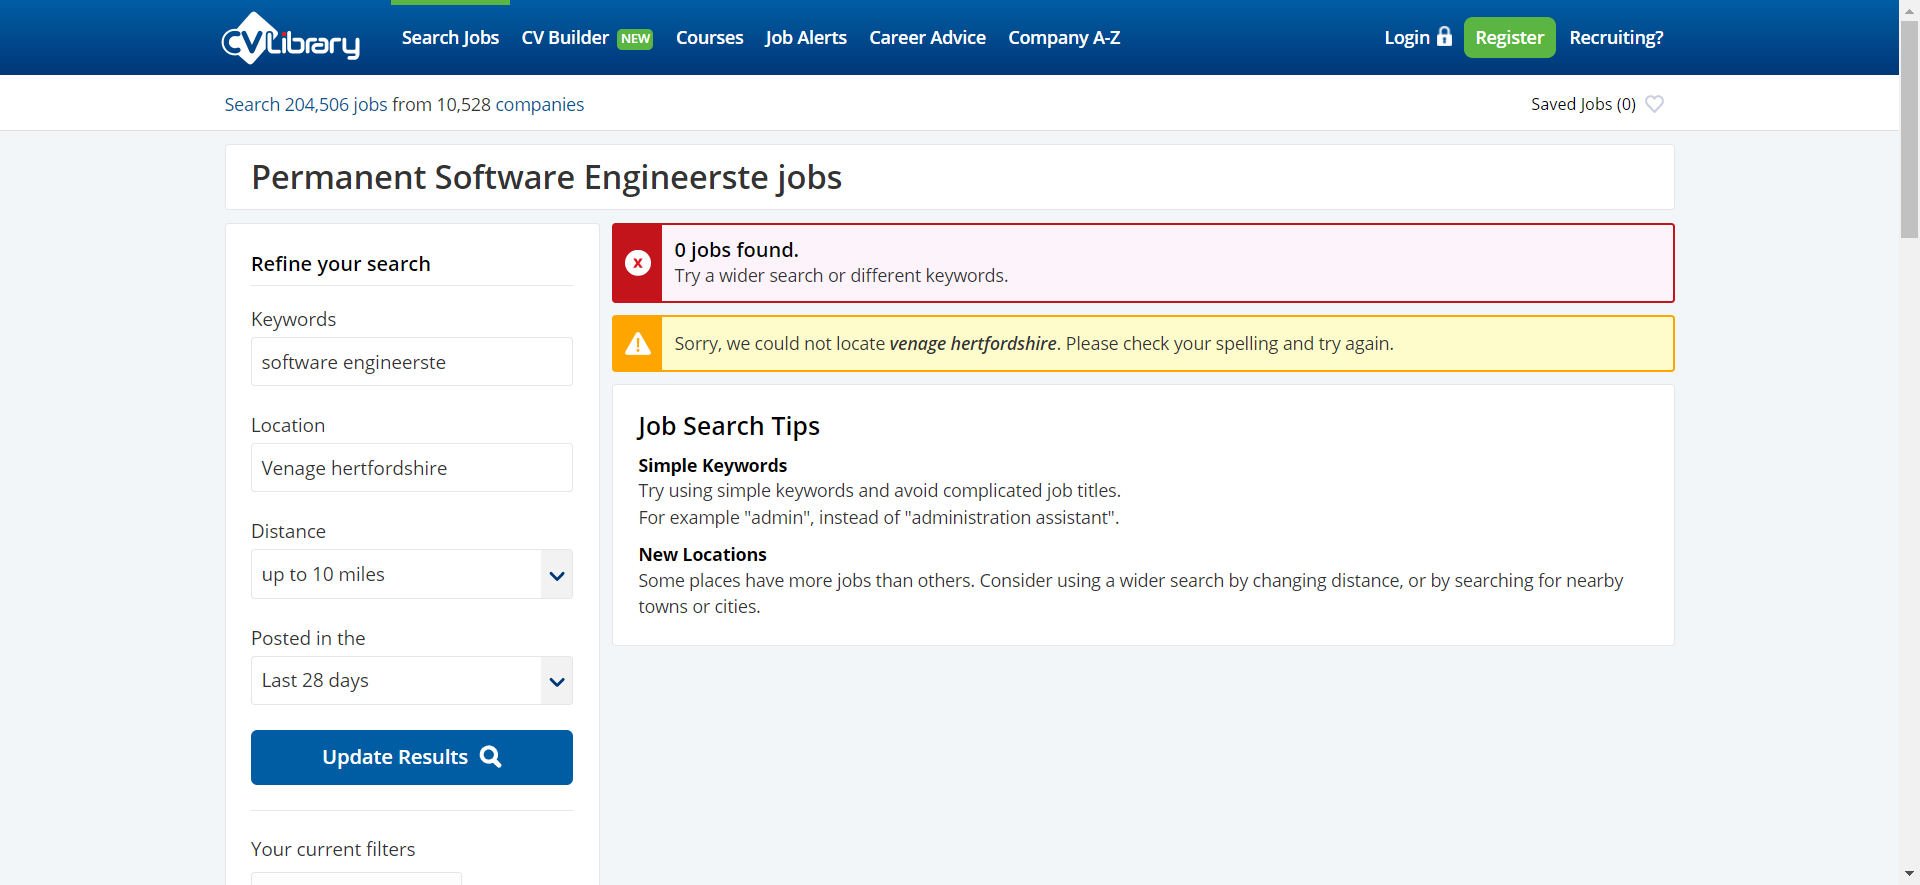 CVLibrary
Search Jobs CV Builder NEW Courses Job Alerts Career Advice Company A-Z Login Register Recruiting?
Search 204,506 jobs from 10,528 companies
Saved Jobs (0)
Permanent Software Engineerste jobs
Refine your search
Keywords
software engineerste
Location
Venage hertfordshire
Distance
up to 10 miles
Posted in the
Last 28 days
Update Results
Your current filters
0 jobs found.
Try a wider search or different keywords.
Sorry, we could not locate venage hertfordshire. Please check your spelling and try again.
Job Search Tips
Simple Keywords
Try using simple keywords and avoid complicated job titles.
For example "admin", instead of "administration assistant".
New Locations
Some places have more jobs than others. Consider using a wider search by changing distance, or by searching for nearby
towns or cities.